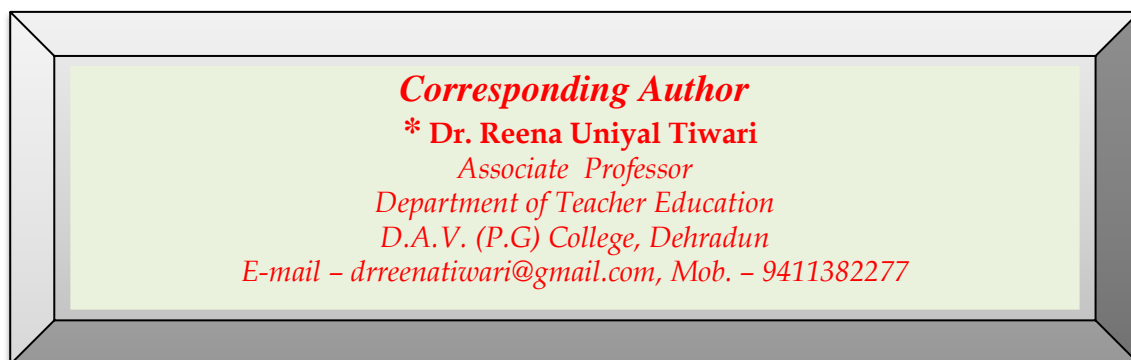 Corresponding Author
* Dr. Reena Uniyal Tiwari
Associate Professor
Department of Teacher Education
D.A.V. (P.G) College, Dehradun
E-mail – drreenatiwari@gmail.com, Mob. – 9411382277